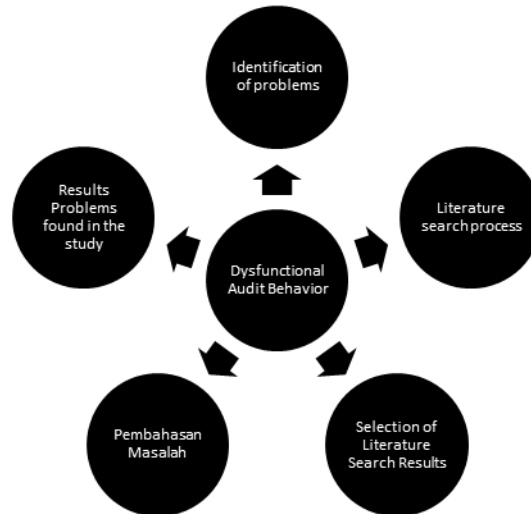 Identification
of problems
Results
Problems
found in the
study
Literature
search process
Dysfunctional
Audit Behavior
Pembahasan
Masalah
Selection of
Literature
Search Results